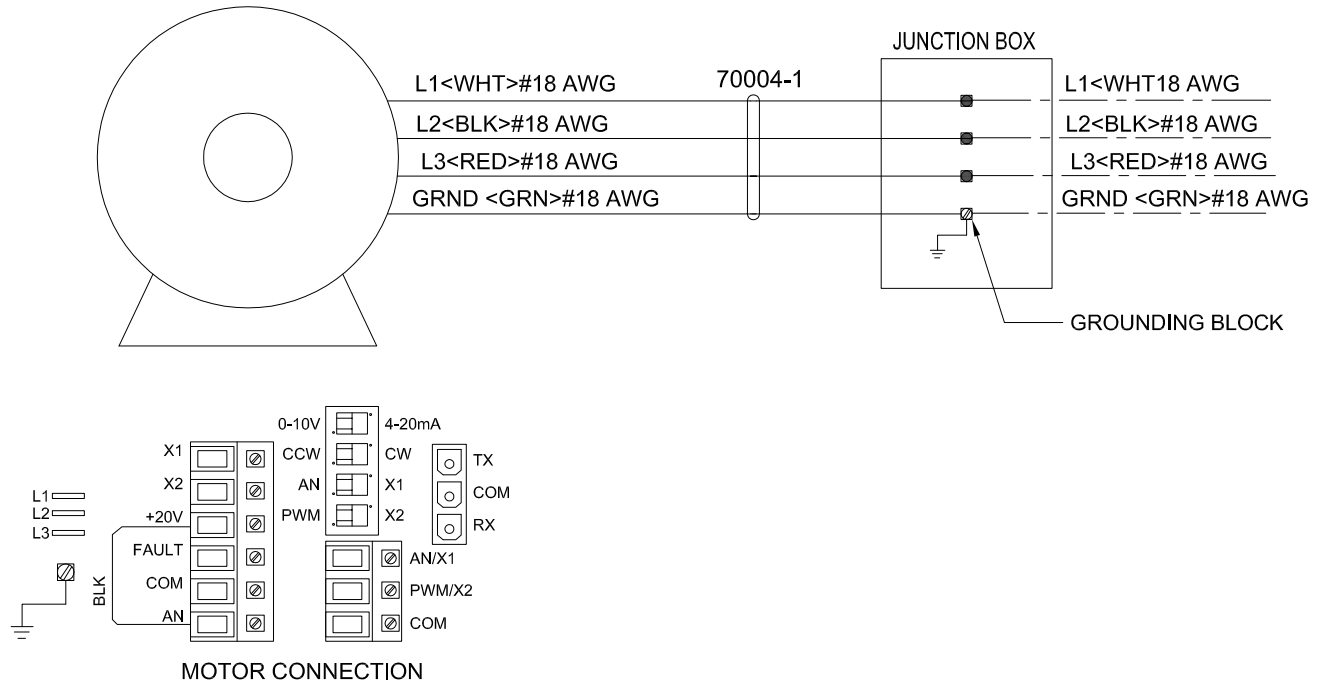 JUNCTION BOX
L1<WHT>#18 AWG
70004-1
L1<WHT18 AWG
L2<BLK>#18 AWG
L2<BLK>#18 AWG
L3<RED>#18 AWG
L3<RED>#18 AWG
GRND <GRN>#18 AWG
GRND <GRN>#18 AWG
GROUNDING BLOCK
L1
L2
L3
BLK
X1
X2
+20V
FAULT
COM
AN
0-10V
4-20mA
CCW
CW
AN
X1
PWM
X2
TX
COM
RX
AN/X1
PWM/X2
COM
MOTOR CONNECTION